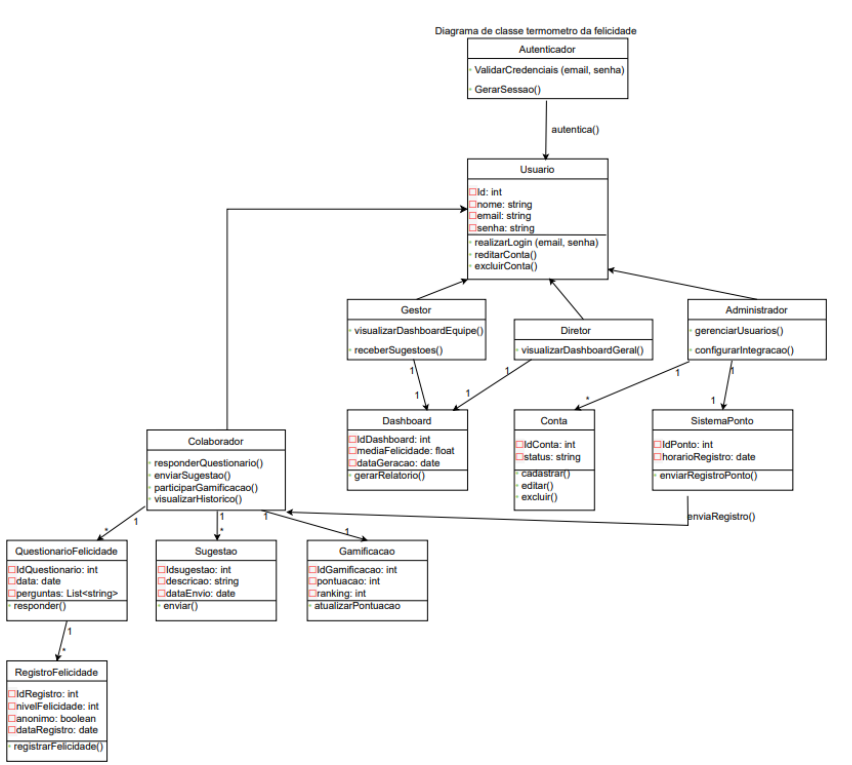 Diagrama de classe termometro da felicidade
Autenticador
ValidarCredenciais (email, senha)
GerarSessao()
autentica()
Usuario
Id: int
nome: string
email: string
senha: string
realizarLogin (email, senha)
reditarConta()
excluirConta()
Gestor
visualizarDashboardEquipe()
receberSugestoes()
Diretor
visualizarDashboardGeral()
Administrador
gerenciarUsuarios()
configurarIntegracao()
1
1
1
1
1
*
1
1
Dashboard
IdDashboard: int
mediaFelicidade: float
dataGeracao: date
gerarRelatorio()
Conta
IdConta: int
status: string
cadastrar()
editar()
excluir()
SistemaPonto
IdPonto: int
horarioRegistro: date
enviarRegistroPonto()
enviaRegistro()
Colaborador
responderQuestionario()
enviarSugestao()
participarGamificacao()
visualizarHistorico()
1
*
1
*
1
1
QuestionarioFelicidade
IdQuestionario: int
data: date
perguntas: List<string>
responder()
Sugestao
Idsugestao: int
descricao: string
dataEnvio: date
enviar()
Gamificacao
IdGamificacao: int
pontuacao: int
ranking: int
atualizarPontuacao
1
*
RegistroFelicidade
IdRegistro: int
nivelFelicidade: int
anonimo: boolean
dataRegistro: date
registrarFelicidade()